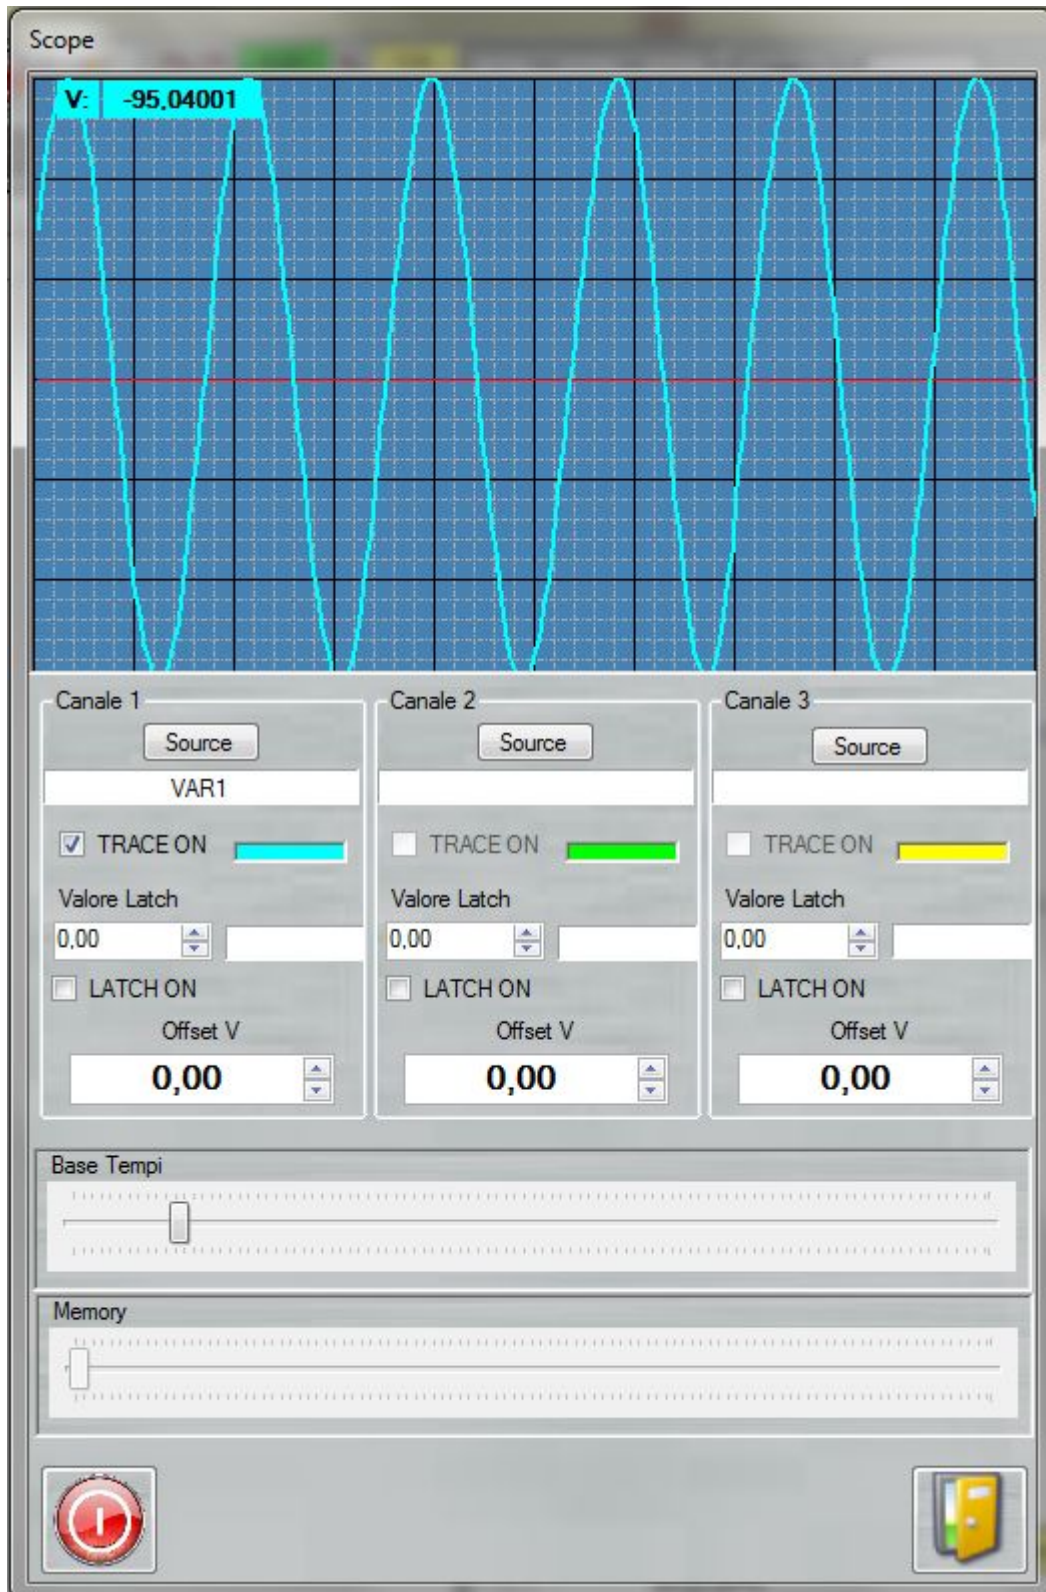 Scope
V: -95,04001
Canale 1 Canale 2 Canale 3
Source Source Source
VAR1
TRACE ON TRACE ON TRACE ON
Valore Latch Valore Latch Valore Latch
0,00 0,00 0,00
LATCH ON LATCH ON LATCH ON
Offset V Offset V Offset V
0,00 0,00 0,00
Base Tempi
Memory